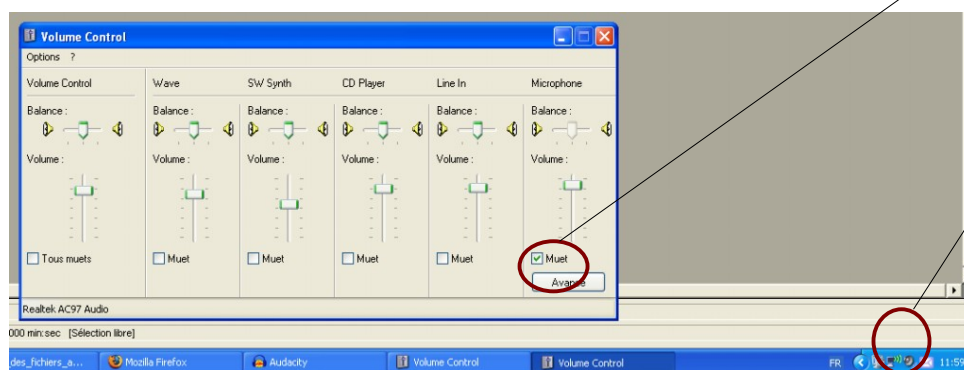 Volume Control
Options ?
Volume Control Wave SW Synth CD Player Line In Microphone
Balance : Balance : Balance : Balance : Balance : Balance :
Volume : Volume : Volume : Volume : Volume : Volume :
Tous muets Muet Muet Muet Muet Muet
Avancé
Realtek AC97 Audio
000 min:sec [Sélection libre]
des_fichiers_a... Mozilla Firefox Audacity Volume Control Volume Control FR 11:59